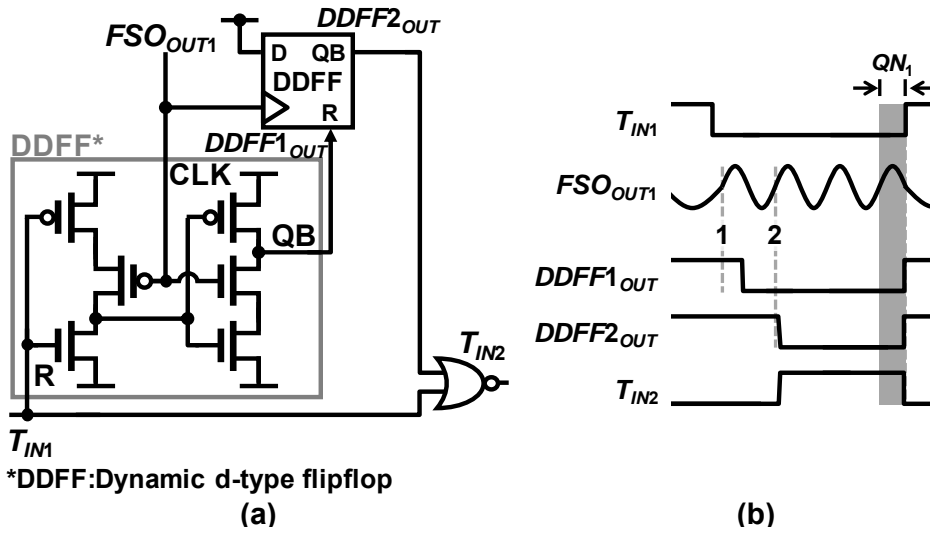 DDFF2OUT
FSOOUT1
D QB
DDFF
R
DDFF1OUT
DDFF*
CLK
QB
R
TIN2
TIN1
*DDFF:Dynamic d-type flipflop
(a)
QN1
TIN1
FSOOUT1
1 2
DDFF1OUT
DDFF2OUT
TIN2
(b)